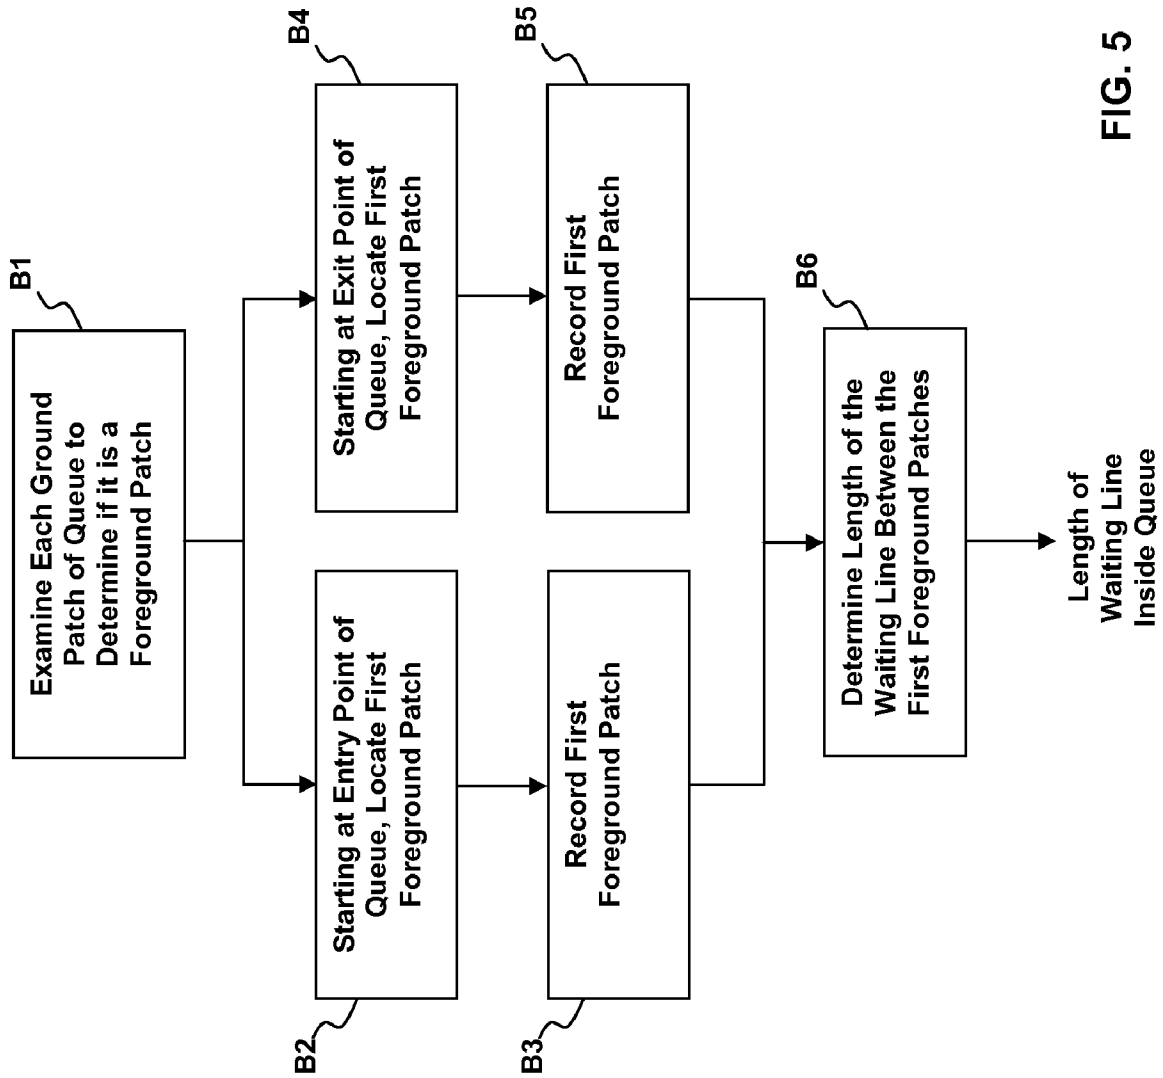 B1
Examine Each Ground
Patch of Queue to
Determine if it is a
Foreground Patch
B2
Starting at Entry Point of
Queue, Locate First
Foreground Patch
B4
Starting at Exit Point of
Queue, Locate First
Foreground Patch
B3
Record First
Foreground Patch
B5
Record First
Foreground Patch
B6
Determine Length of the
Waiting Line Between the
First Foreground Patches
Length of
Waiting Line
Inside Queue
FIG. 5